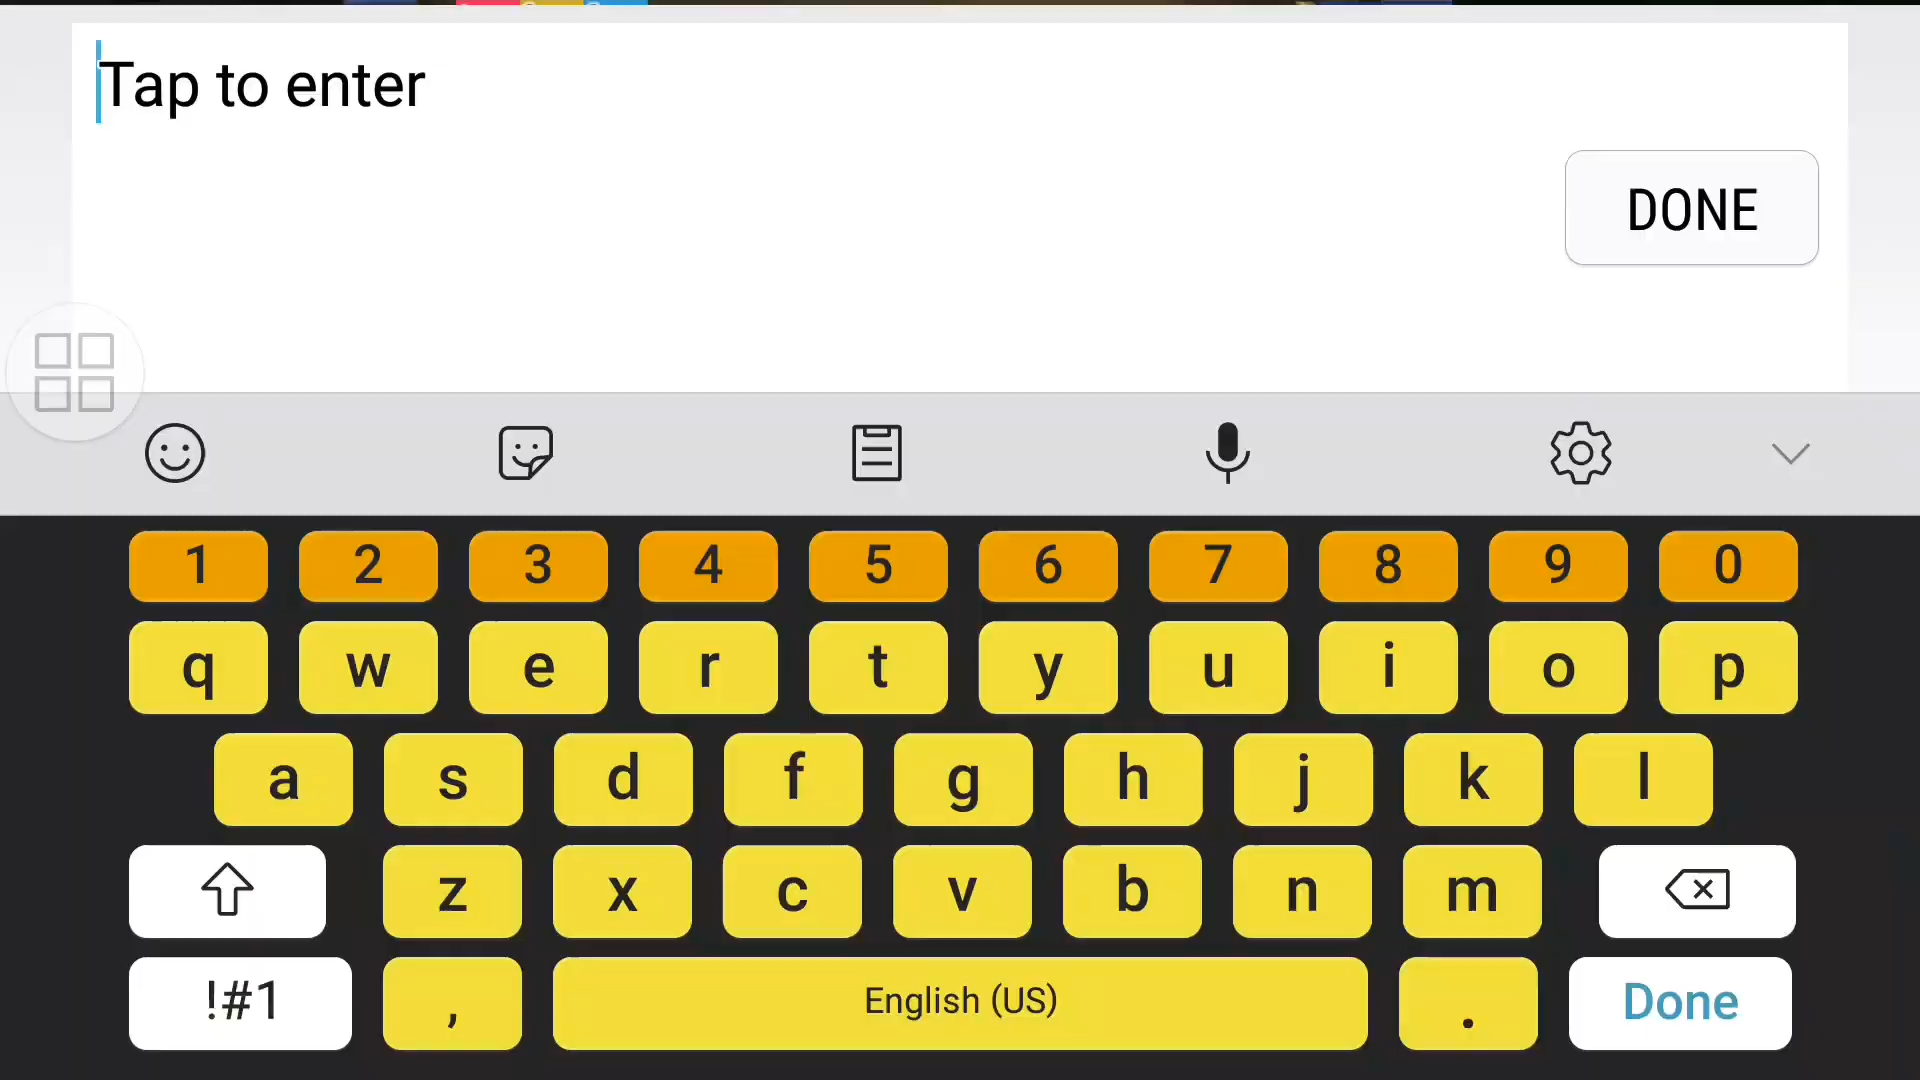 Tap to enter
DONE
1 2 3 4 5 6 7 8 9 0
q w e r t y u i o p
a s d f g h j k l
z x c v b n m
!#1 , English (US) . Done